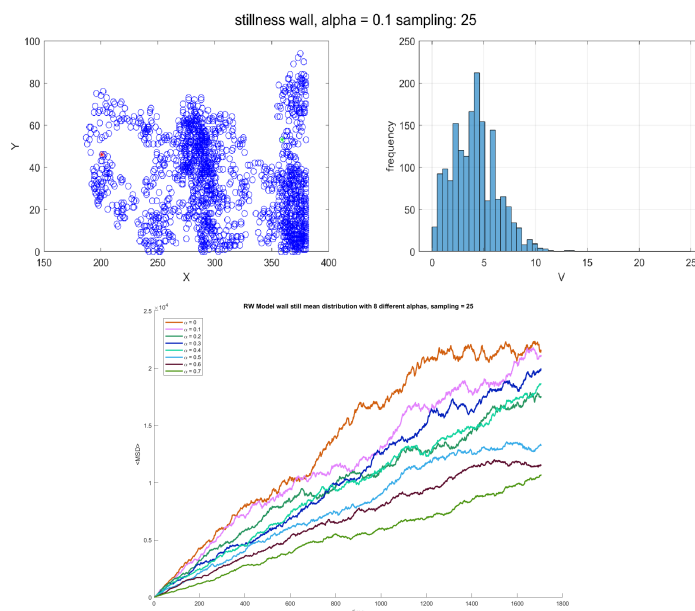 stillness wall, alpha = 0.1 sampling: 25
100
80
60
40
20
0
Y
150
200
250
300
350
400
X
250
200
150
100
50
0
frequency
0
5
10
15
20
25
V
RW Model wall still mean distribution with 8 different alphas, sampling = 25
×10⁴
2.5
2
1.5
1
0.5
0
<MSD>
α = 0
α = 0.1
α = 0.2
α = 0.3
α = 0.4
α = 0.5
α = 0.6
α = 0.7
0
200
400
600
800
1000
1200
1400
1600
1800